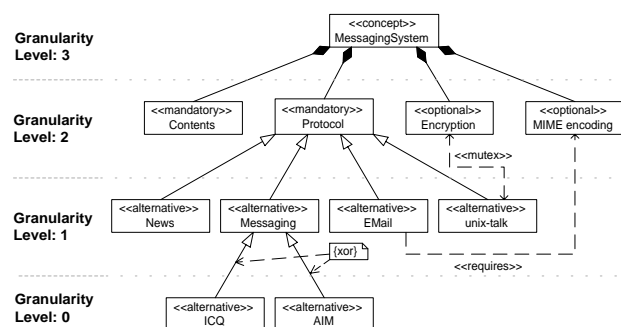 Granularity
Level: 3
<<concept>>
MessagingSystem
Granularity
Level: 2
<<mandatory>>
Contents
<<mandatory>>
Protocol
<<optional>>
Encryption
<<optional>>
MIME encoding
<<mutex>>
Granularity
Level: 1
<<alternative>>
News
<<alternative>>
Messaging
<<alternative>>
EMail
<<alternative>>
unix-talk
{xor}
<<requires>>
Granularity
Level: 0
<<alternative>>
ICQ
<<alternative>>
AIM